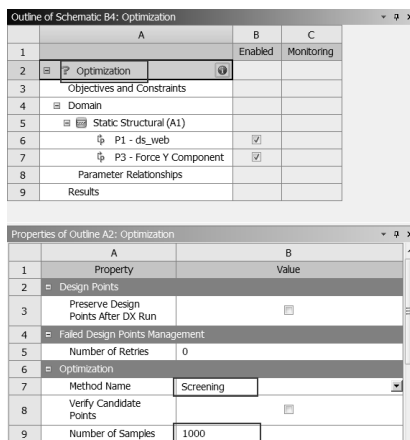 Outline of Schematic B4: Optimization
A B C
1 Enabled Monitoring
2 ? Optimization
3 Objectives and Constraints
4 Domain
5 Static Structural (A1)
6 P1 - ds_web
7 P3 - Force Y Component
8 Parameter Relationships
9 Results
Properties of Outline A2: Optimization
A B
1 Property Value
2 Design Points
3 Preserve Design
Points After DX Run
4 Failed Design Points Management
5 Number of Retries 0
6 Optimization
7 Method Name Screening
8 Verify Candidate
Points
9 Number of Samples 1000